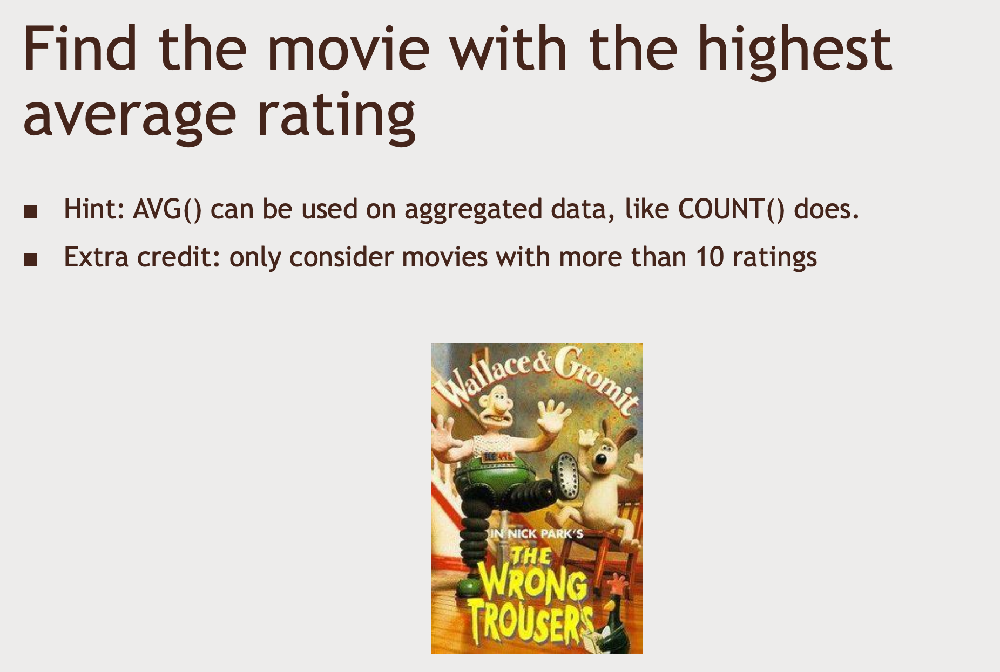 Find the movie with the highest
average rating
▪ Hint: AVG() can be used on aggregated data, like COUNT() does.
▪ Extra credit: only consider movies with more than 10 ratings
Wallace & Gromit
IN NICK PARK'S
THE
WRONG
TROUSERS